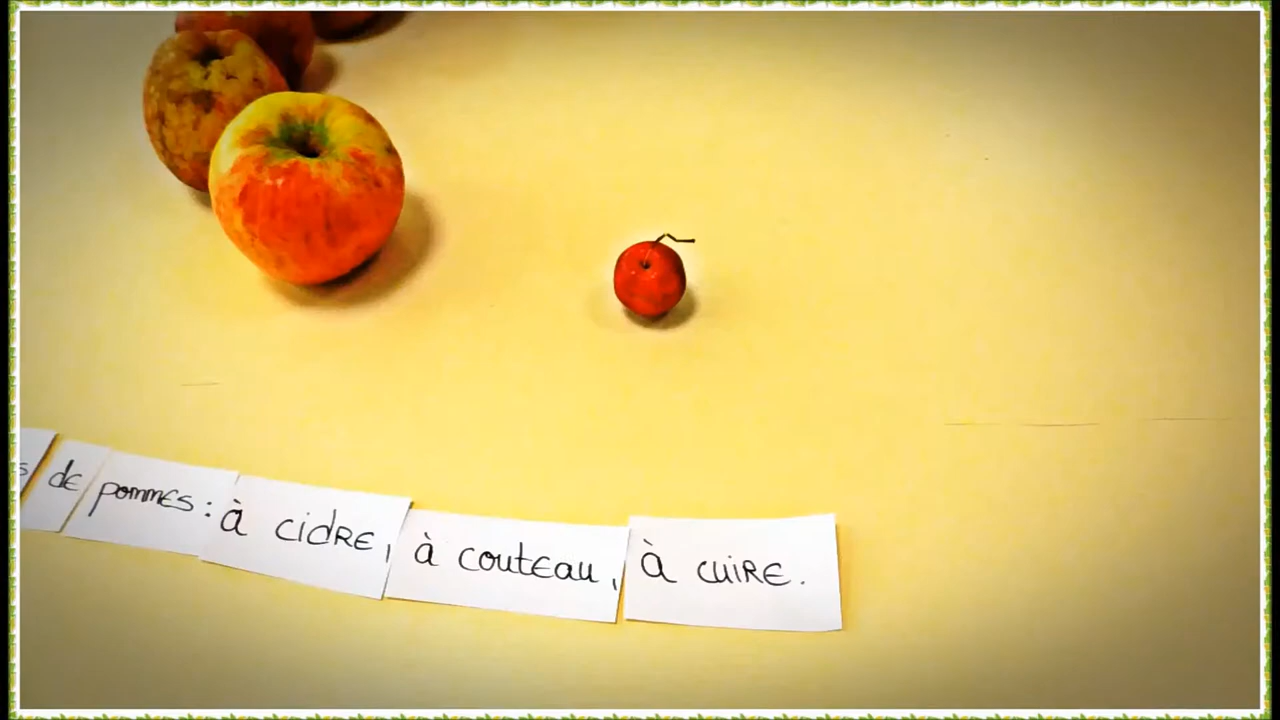 de pommes : à cidre, à couteau, à cuire.